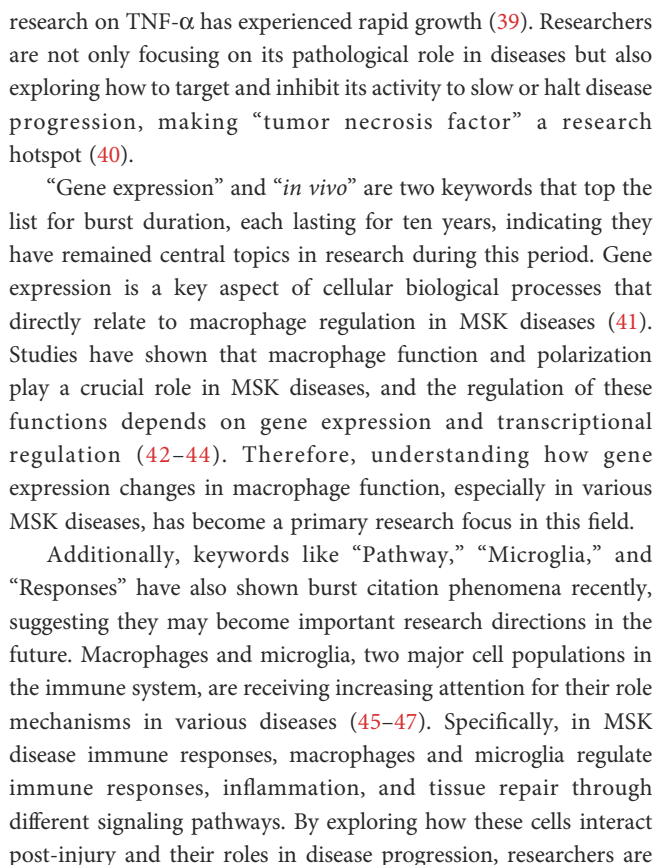 research on TNF-α has experienced rapid growth (39). Researchers
are not only focusing on its pathological role in diseases but also
exploring how to target and inhibit its activity to slow or halt disease
progression, making “tumor necrosis factor” a research
hotspot (40).
“Gene expression” and “in vivo” are two keywords that top the
list for burst duration, each lasting for ten years, indicating they
have remained central topics in research during this period. Gene
expression is a key aspect of cellular biological processes that
directly relate to macrophage regulation in MSK diseases (41).
Studies have shown that macrophage function and polarization
play a crucial role in MSK diseases, and the regulation of these
functions depends on gene expression and transcriptional
regulation (42–44). Therefore, understanding how gene
expression changes in macrophage function, especially in various
MSK diseases, has become a primary research focus in this field.
Additionally, keywords like “Pathway,” “Microglia,” and
“Responses” have also shown burst citation phenomena recently,
suggesting they may become important research directions in the
future. Macrophages and microglia, two major cell populations in
the immune system, are receiving increasing attention for their role
mechanisms in various diseases (45–47). Specifically, in MSK
disease immune responses, macrophages and microglia regulate
immune responses, inflammation, and tissue repair through
different signaling pathways. By exploring how these cells interact
post-injury and their roles in disease progression, researchers are